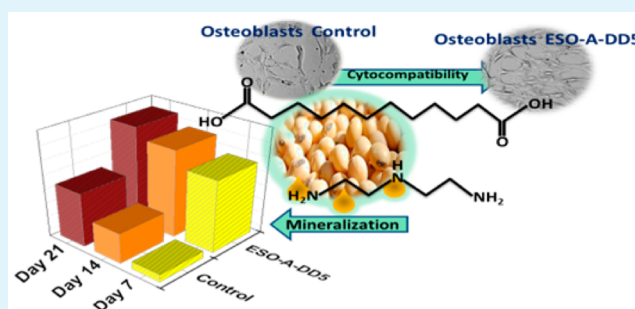 Osteoblasts Control
Osteoblasts ESO-A-DD5
Cytocompatibility
HO
O
O
OH
H₂N
H
N
NH₂
Mineralization
Day 21
Day 14
Day 7
Control
ESO-A-DD5